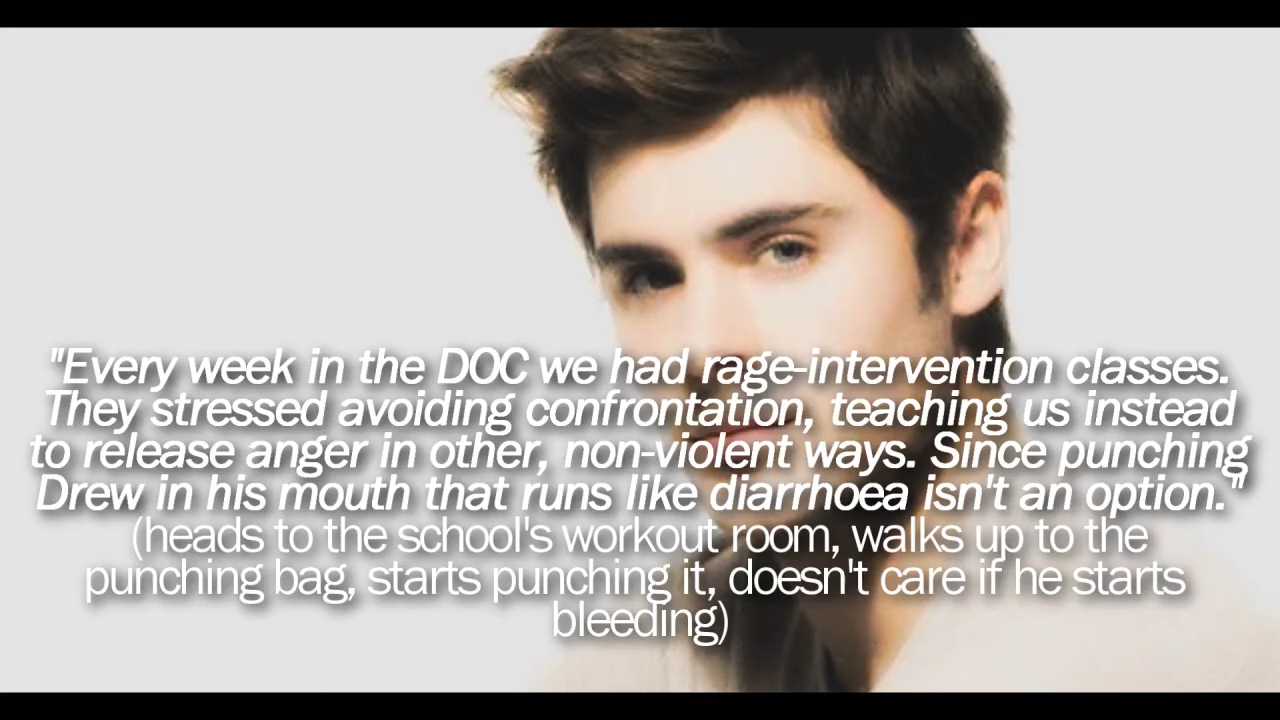 "Every week in the DOC we had rage-intervention classes.
They stressed avoiding confrontation, teaching us instead
to release anger in other, non-violent ways. Since punching
Drew in his mouth that runs like diarrhoea isn't an option."
(heads to the school's workout room, walks up to the
punching bag, starts punching it, doesn't care if he starts
bleeding)